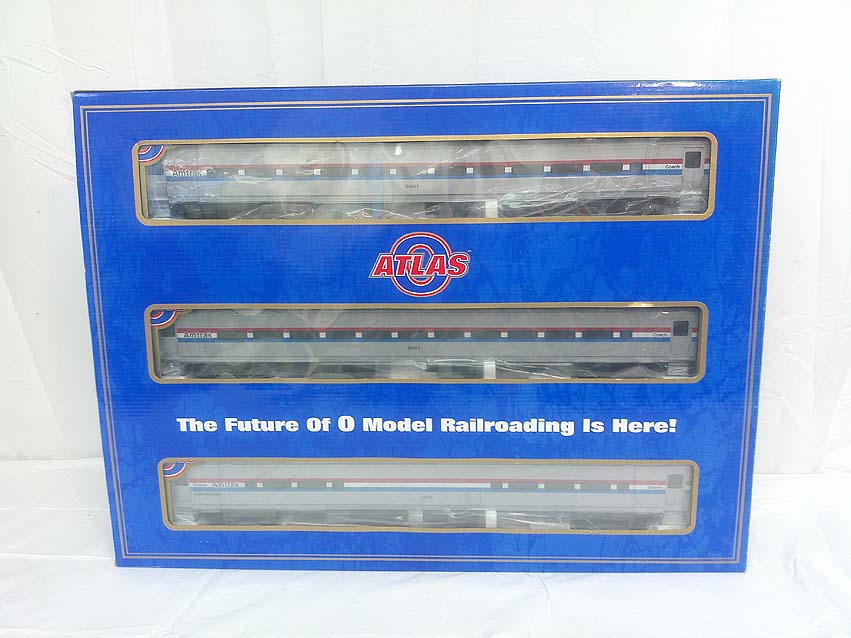 Amtrak Coach
ATLAS
Amtrak Coach
The Future Of O Model Railroading Is Here!
Amtrak